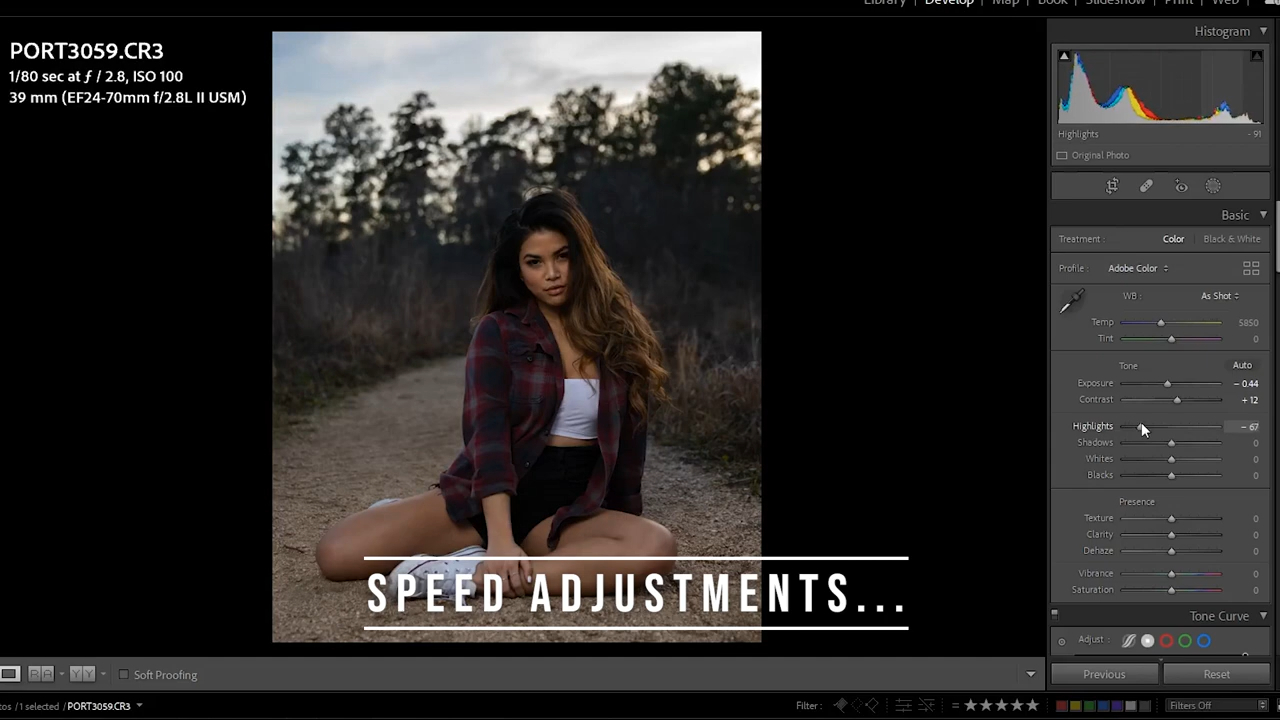 Library | Develop | Map | Book | Slideshow | Print | Web |
PORT3059.CR3
1/80 sec at ƒ / 2.8, ISO 100
39 mm (EF24-70mm f/2.8L II USM)
Histogram
Highlights - 91
Original Photo
Basic
Treatment : Color | Black & White
Profile : Adobe Color
WB : As Shot
Temp 5850
Tint 0
Tone Auto
Exposure – 0.44
Contrast + 12
Highlights – 67
Shadows 0
Whites 0
Blacks 0
Presence
Texture 0
Clarity 0
Dehaze 0
Vibrance 0
Saturation 0
SPEED ADJUSTMENTS...
Tone Curve
Adjust :
Previous
Reset
R A
Y Y
Soft Proofing
tos / 1 selected / PORT3059.CR3
Filter :
Filters Off